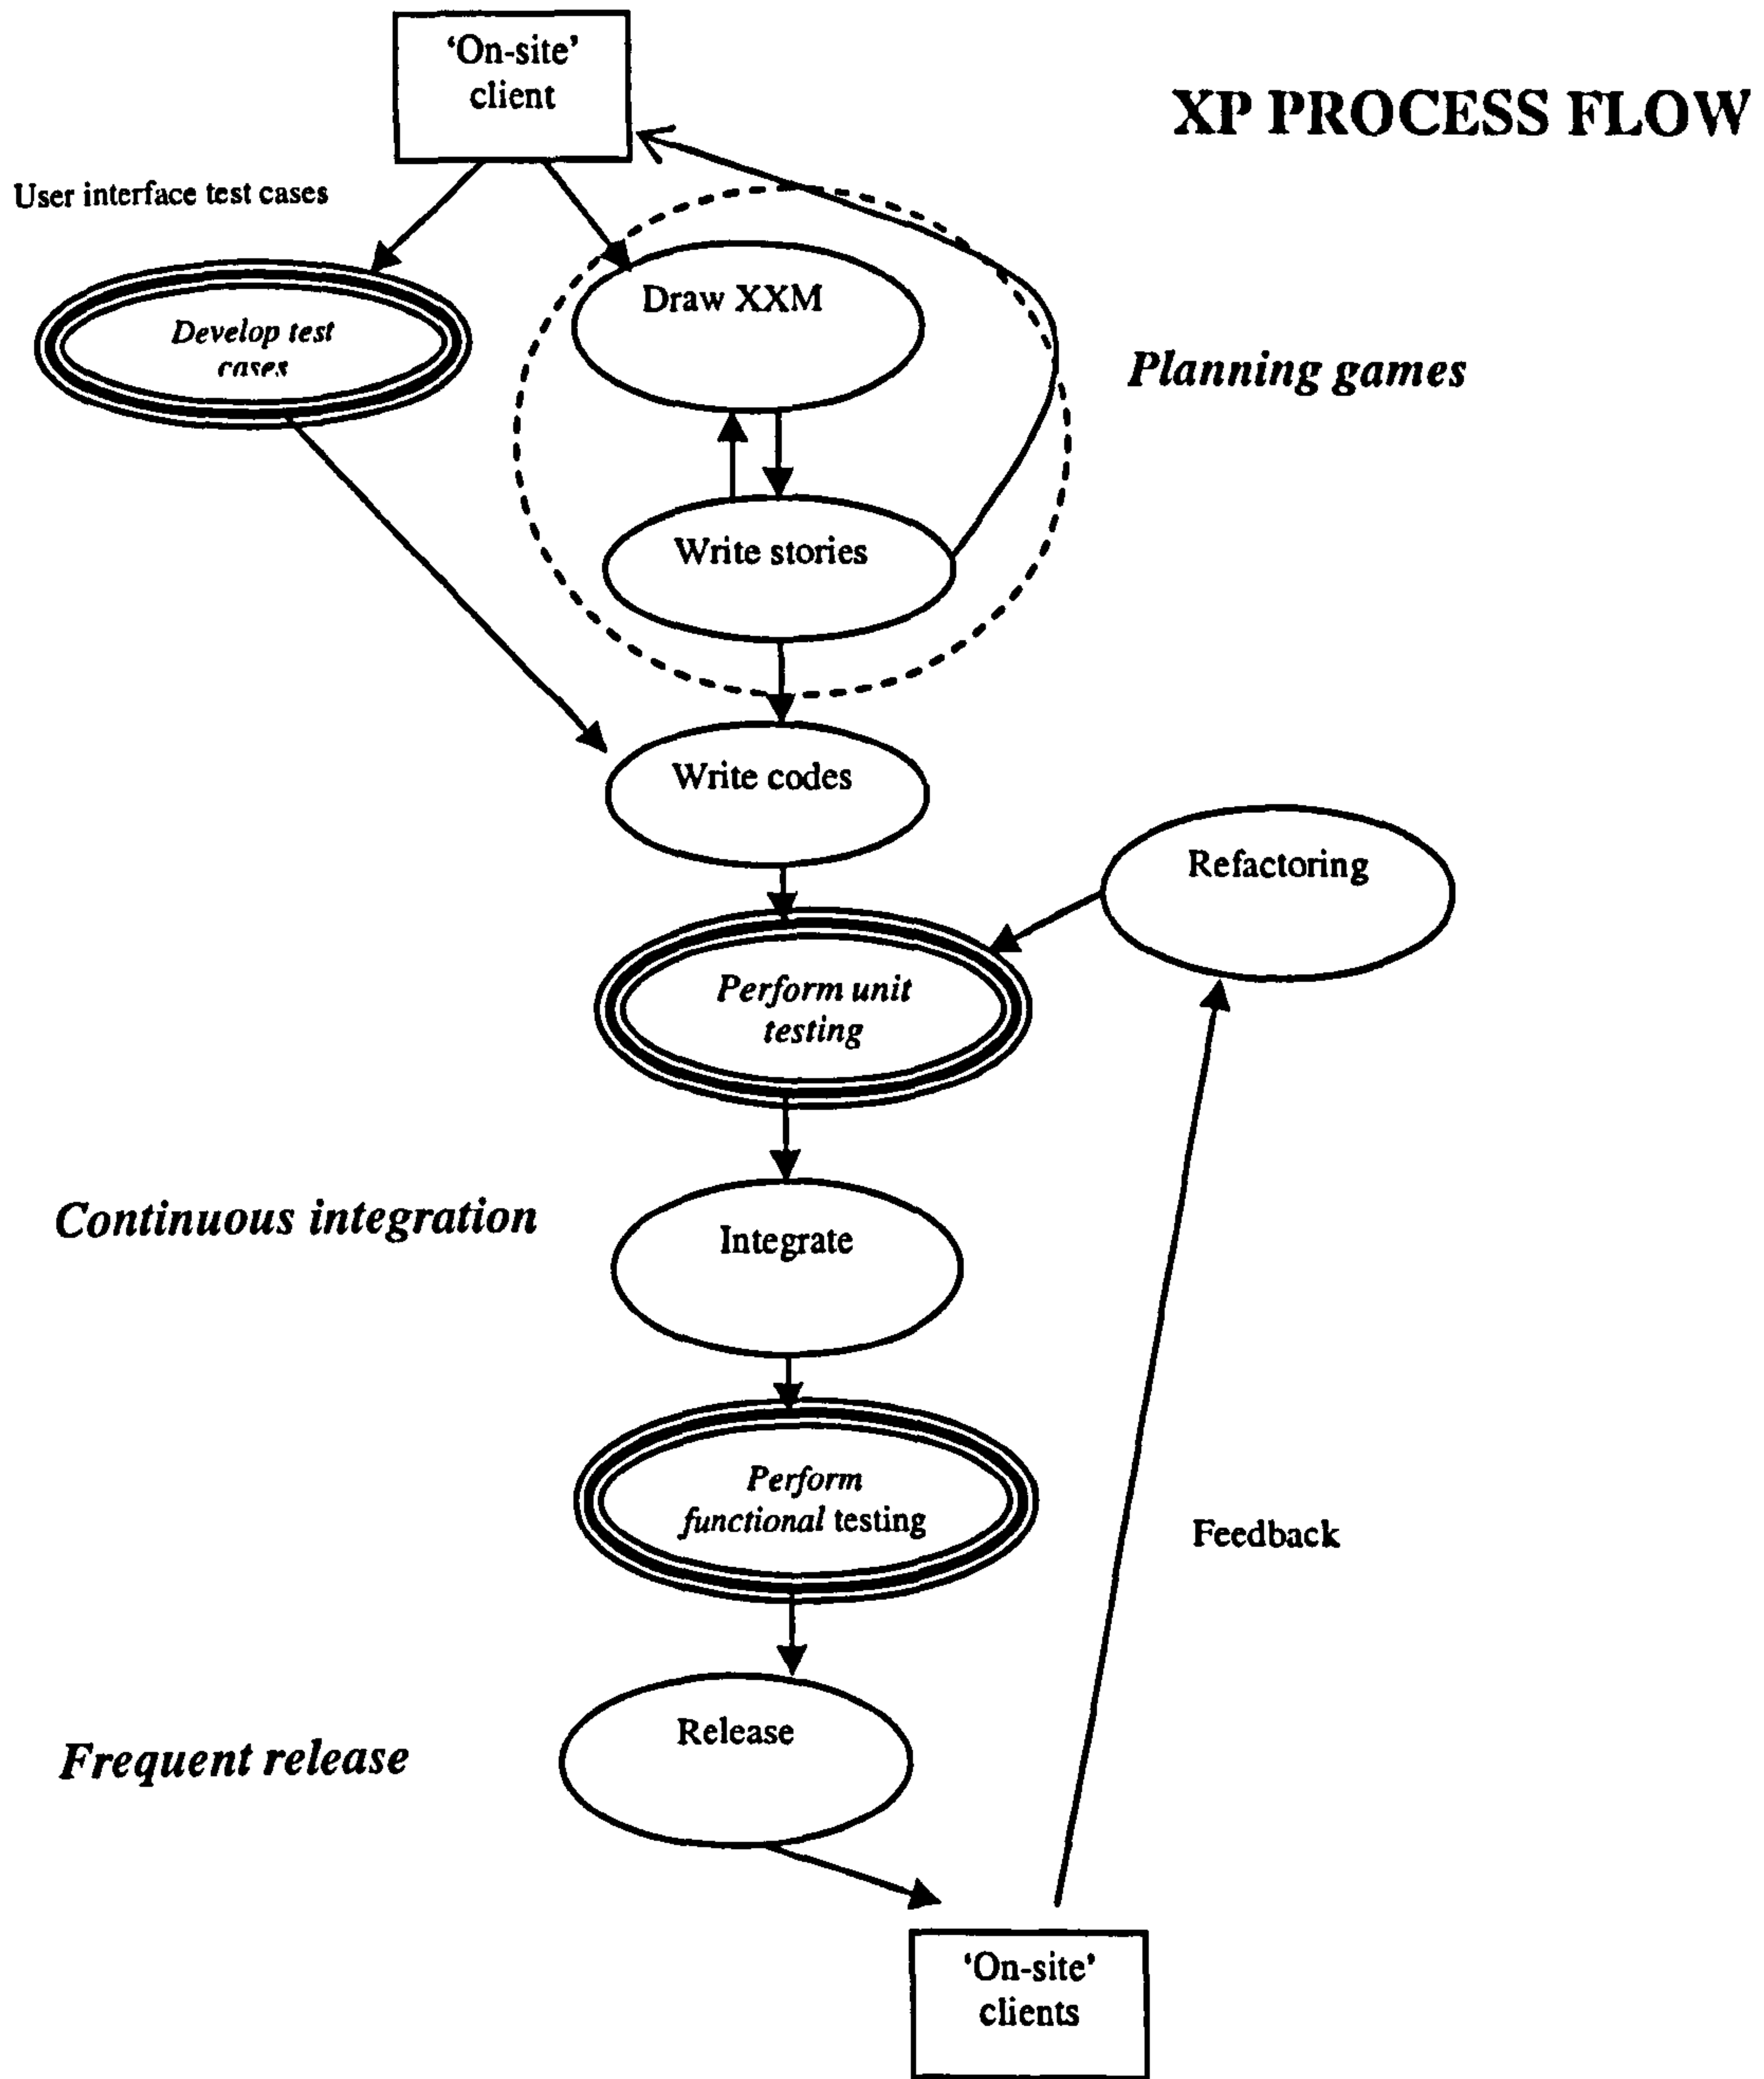 ‘On-site’
client
XP PROCESS FLOW
User interface test cases
Draw XXM
Develop test
cases
Planning games
Write stories
Write codes
Refactoring
Perform unit
testing
Continuous integration
Integrate
Perform
functional testing
Feedback
Release
Frequent release
‘On-site’
clients